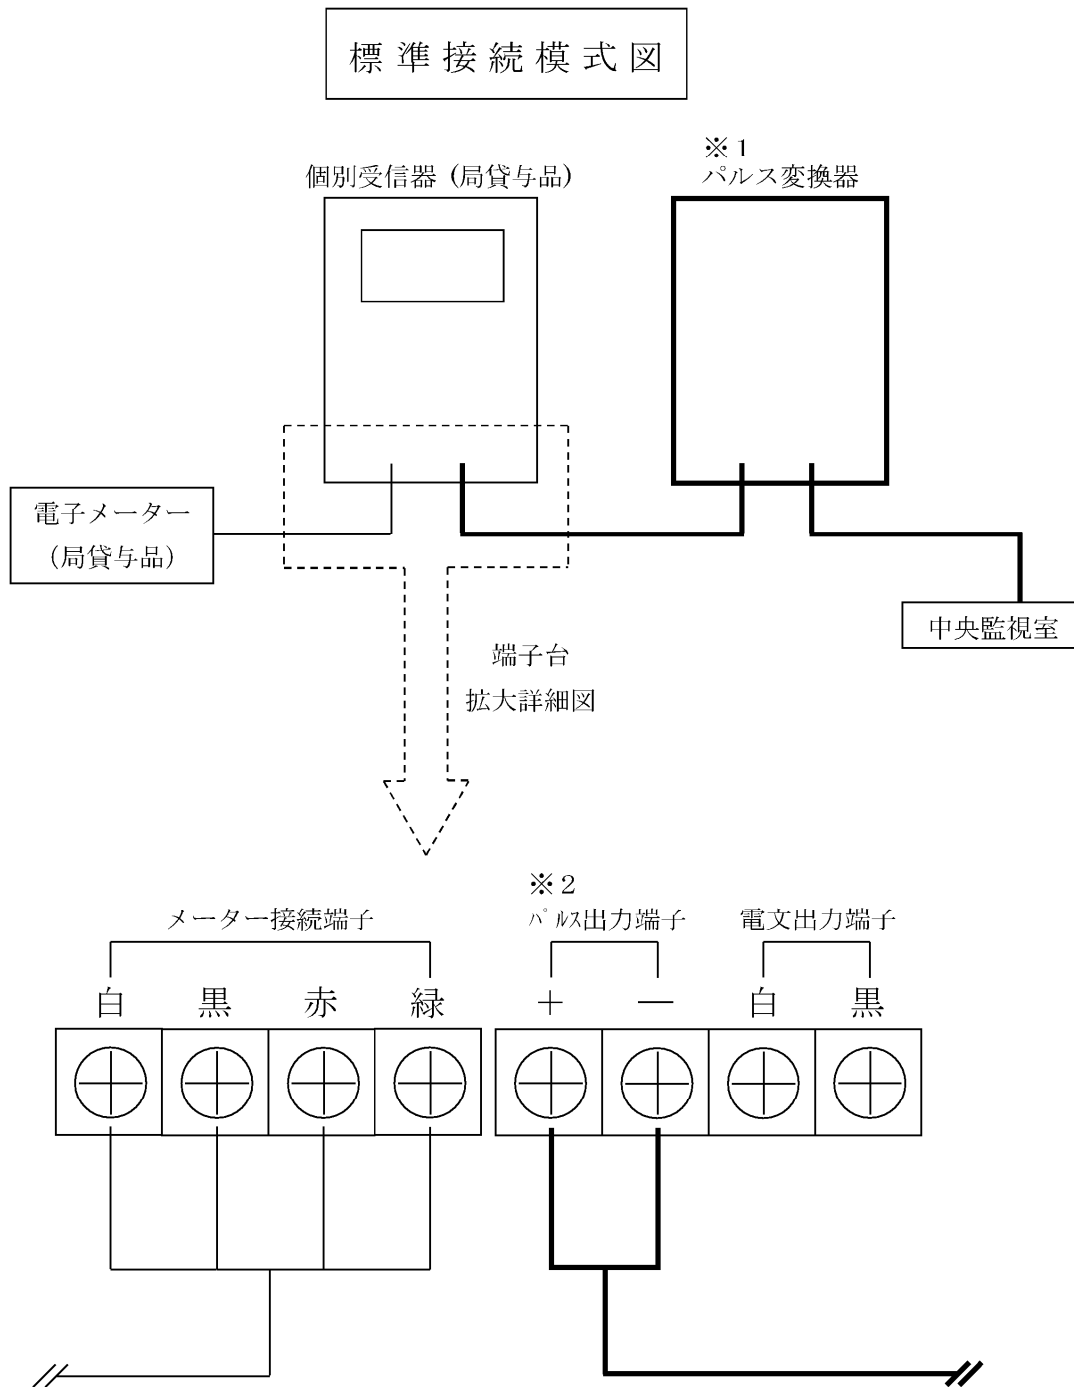 標準接続模式図
※1
個別受信器 (局貸与品)
パルス変換器
電子メーター
(局貸与品)
中央監視室
端子台
拡大詳細図
※2
メーター接続端子
ﾊﾟﾙｽ出力端子
電文出力端子
白 黒 赤 緑 + ― 白 黒